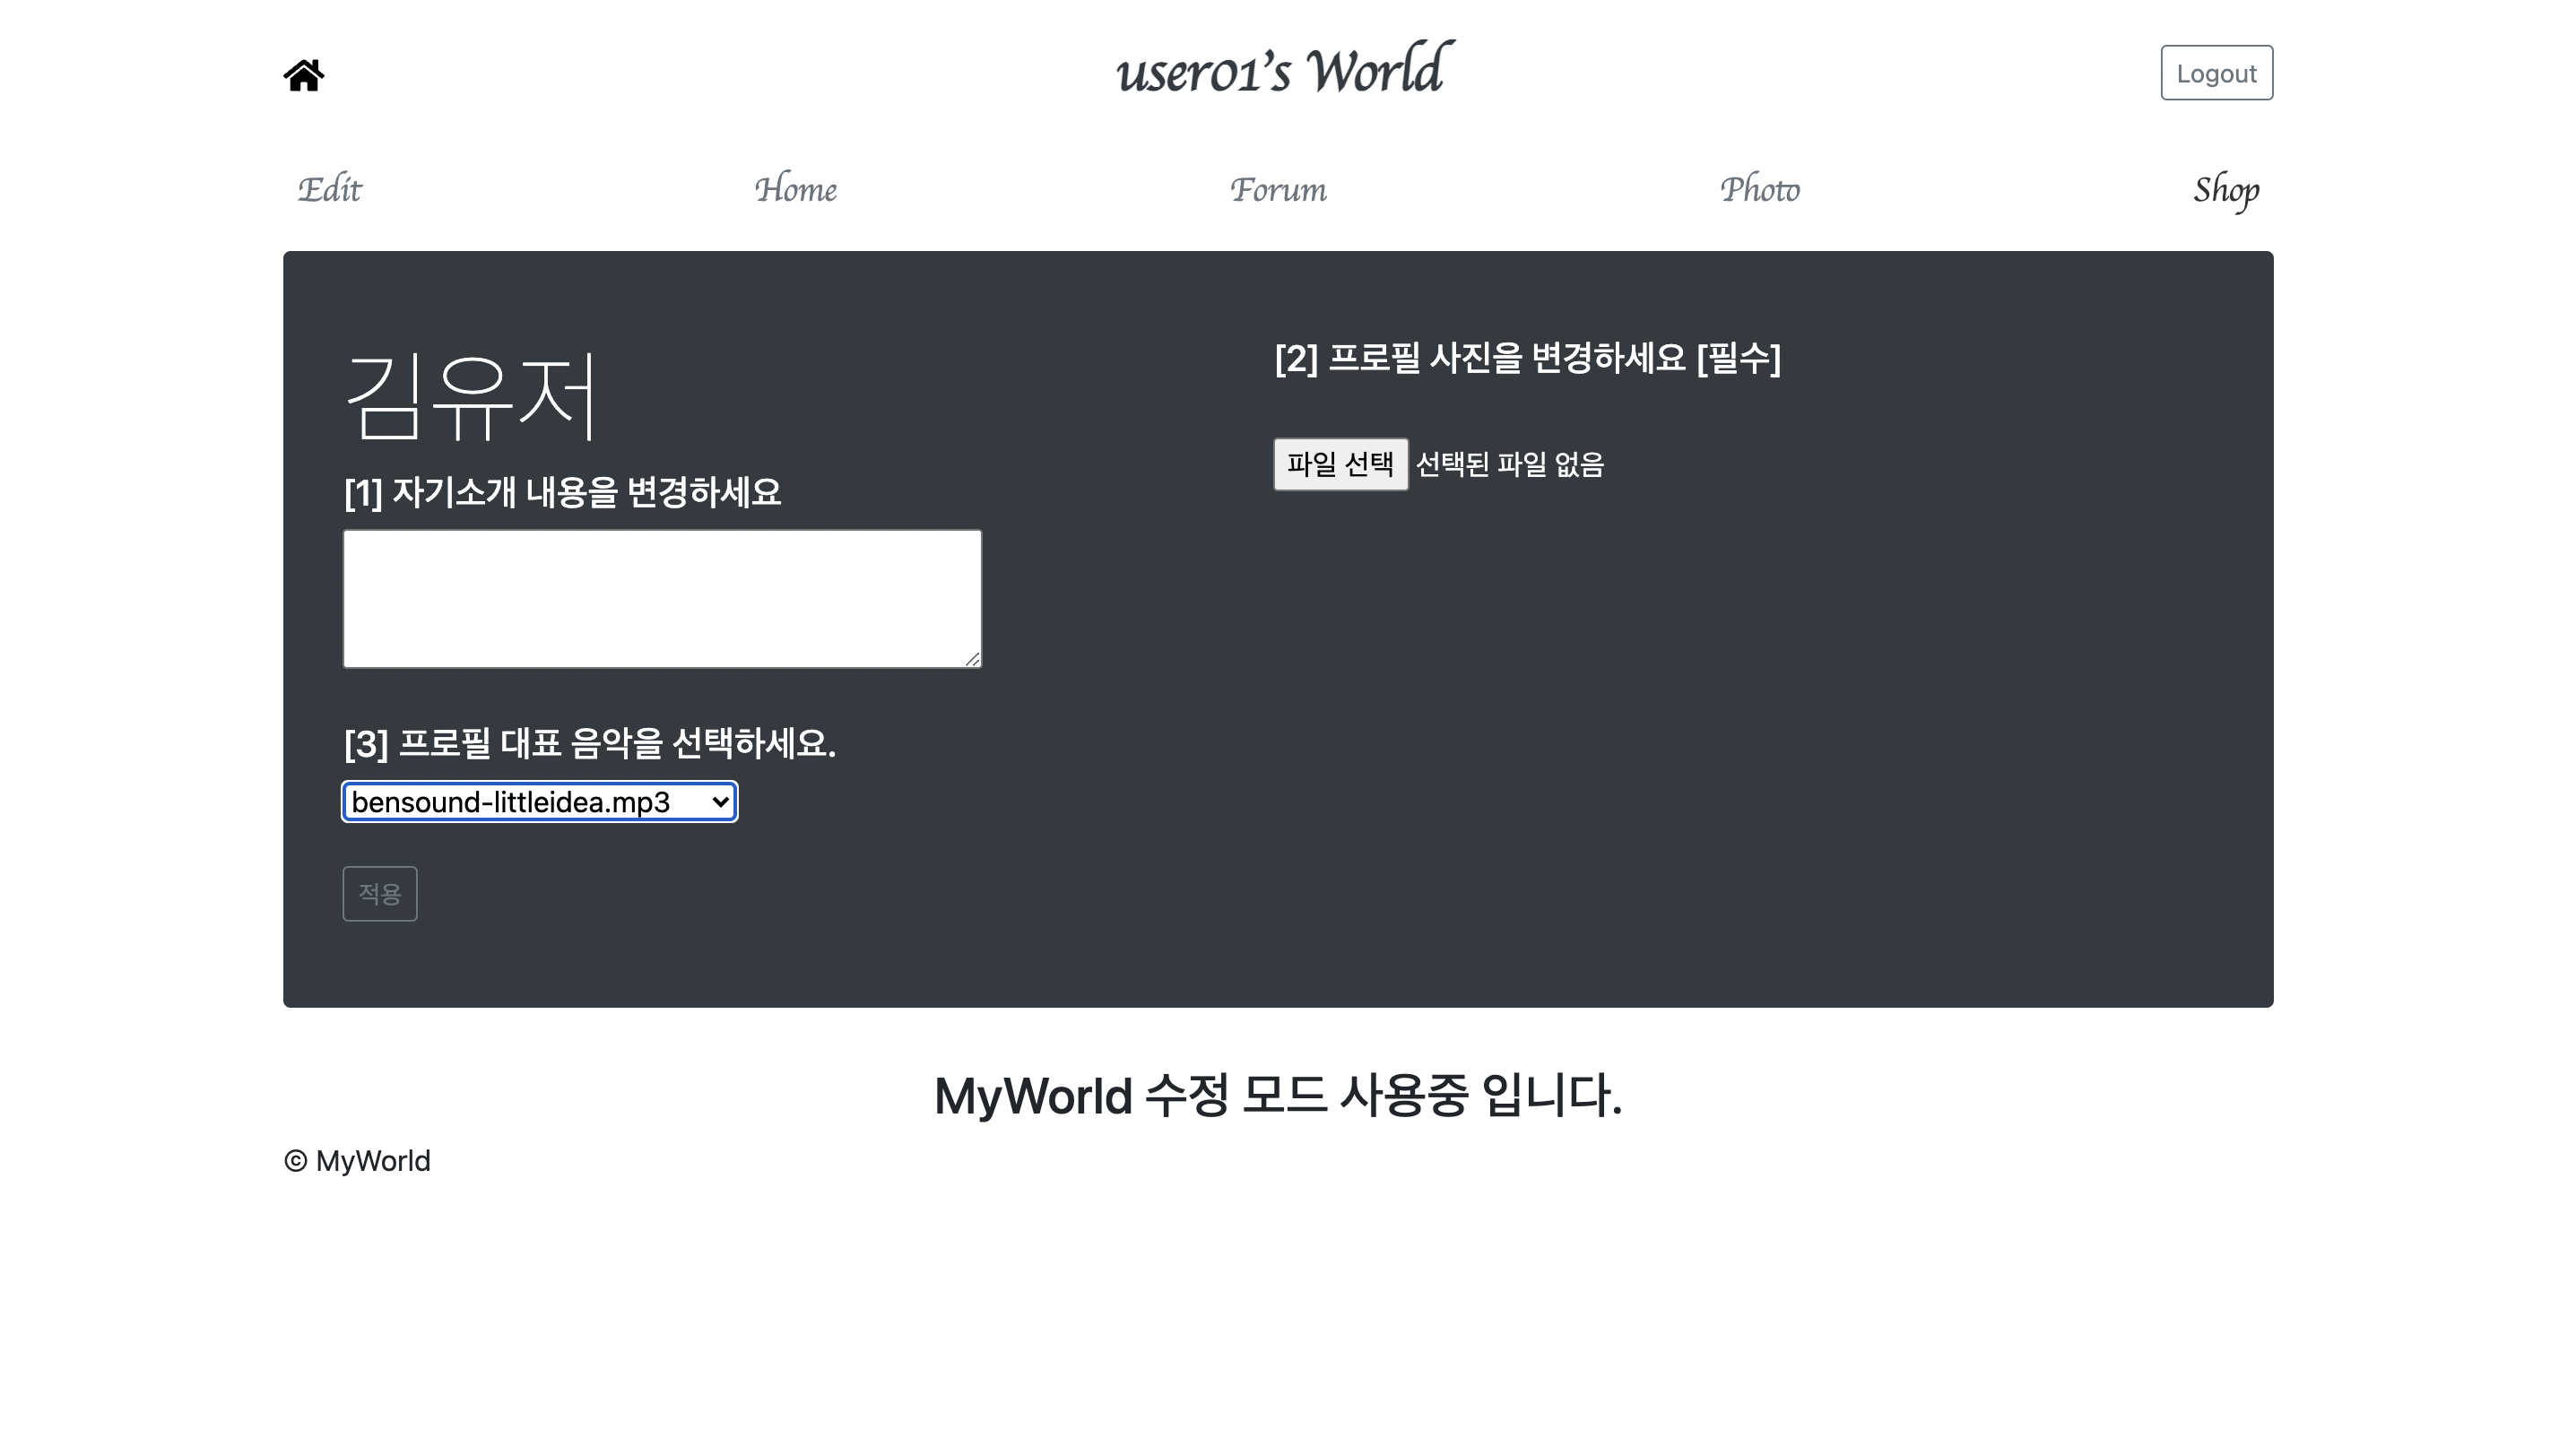 user01's World
Logout
Edit
Home
Forum
Photo
Shop
김유저
[1] 자기소개 내용을 변경하세요
[2] 프로필 사진을 변경하세요 [필수]
파일 선택 선택된 파일 없음
[3] 프로필 대표 음악을 선택하세요.
bensound-littleidea.mp3
적용
MyWorld 수정 모드 사용중 입니다.
© MyWorld